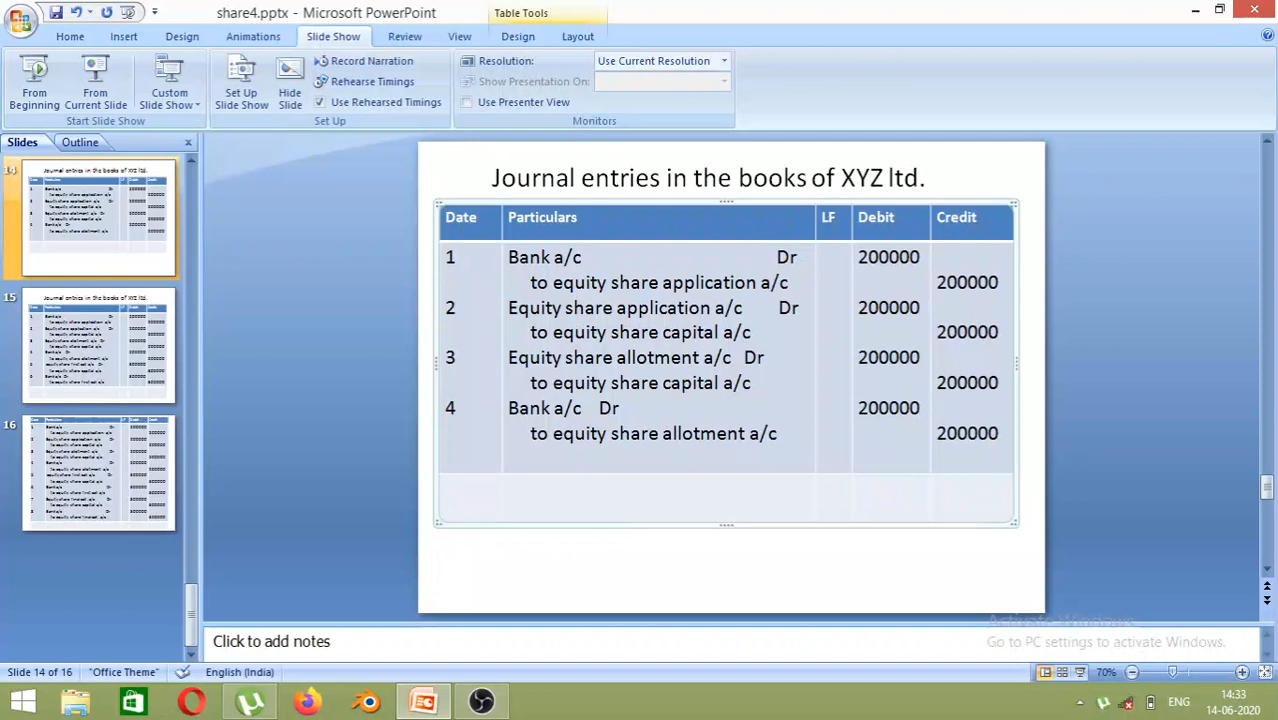 share4.pptx - Microsoft PowerPoint
Table Tools
Home Insert Design Animations Slide Show Review View Design Layout
From Beginning
From Current Slide
Custom Slide Show
Start Slide Show
Set Up Slide Show
Hide Slide
Record Narration
Rehearse Timings
Use Rehearsed Timings
Set Up
Resolution: Use Current Resolution
Show Presentation On:
Use Presenter View
Monitors
Slides Outline
14
15
16
Journal entries in the books of XYZ ltd.
Date Particulars LF Debit Credit
1 Bank a/c Dr 200000
to equity share application a/c 200000
2 Equity share application a/c Dr 200000
to equity share capital a/c 200000
3 Equity share allotment a/c Dr 200000
to equity share capital a/c 200000
4 Bank a/c Dr 200000
to equity share allotment a/c 200000
Activate Windows
Go to PC settings to activate Windows.
Click to add notes
Slide 14 of 16 "Office Theme" English (India) 70%
ENG 14:33
14-06-2020